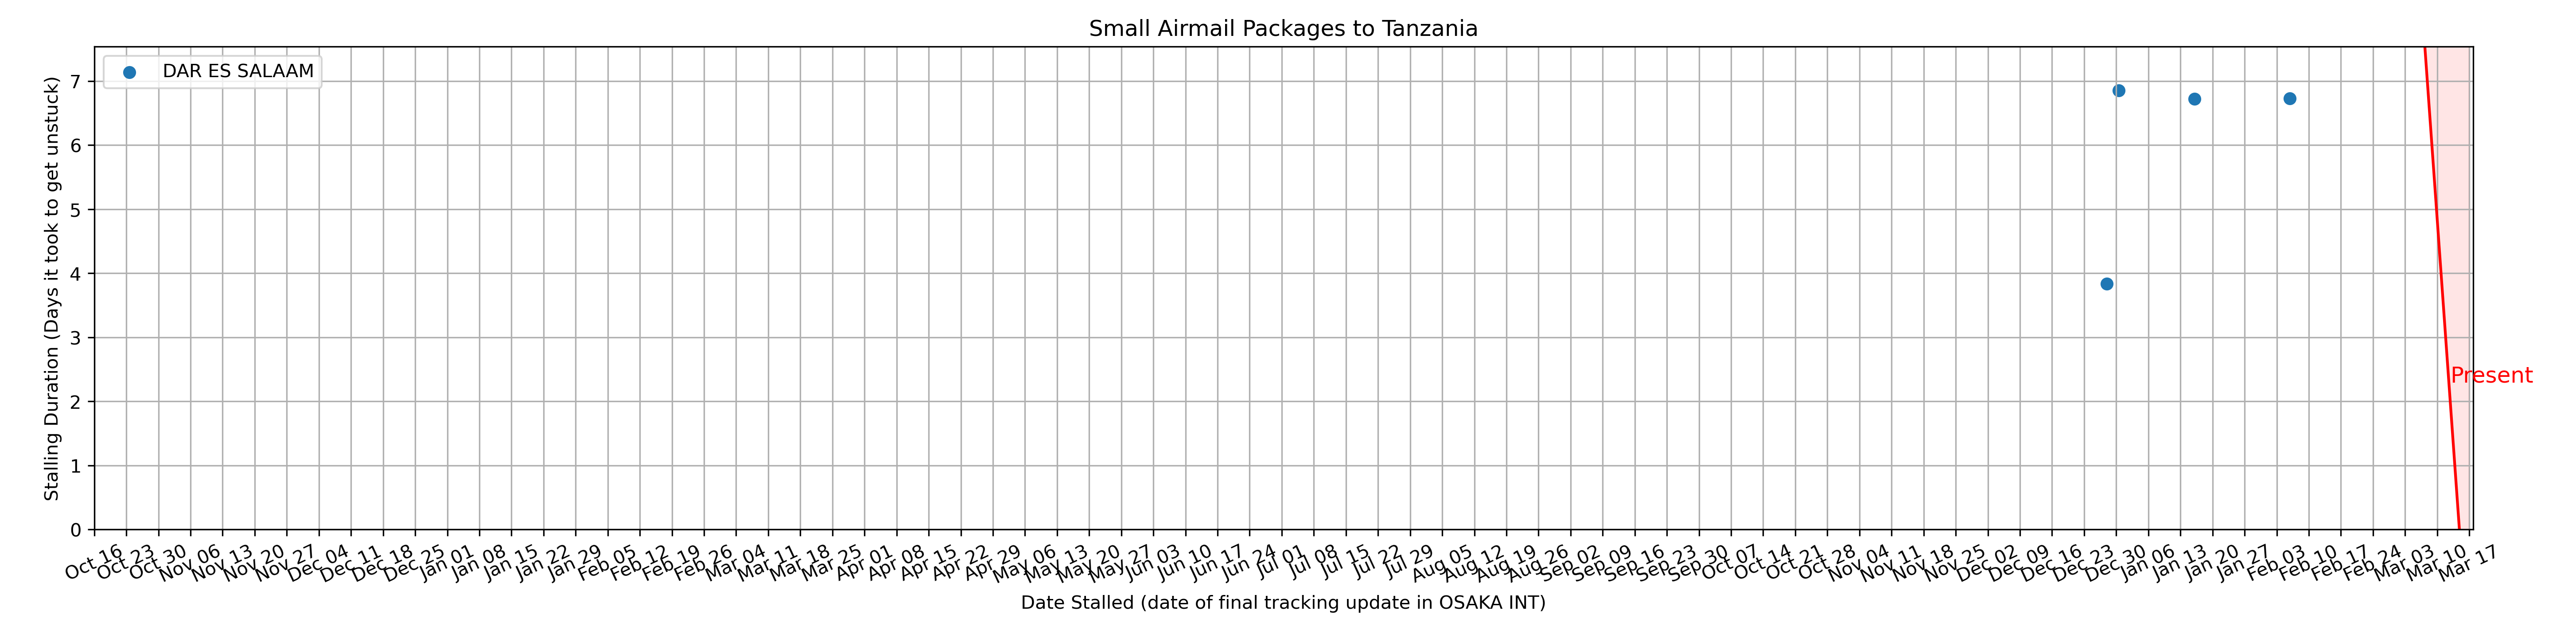 Small Airmail Packages to Tanzania
DAR ES SALAAM
Stalling Duration (Days it took to get unstuck)
7
6
5
4
3
2
1
0
Present
Oct 16
Oct 23
Oct 30
Nov 06
Nov 13
Nov 20
Nov 27
Dec 04
Dec 11
Dec 18
Dec 25
Jan 01
Jan 08
Jan 15
Jan 22
Jan 29
Feb 05
Feb 12
Feb 19
Feb 26
Mar 04
Mar 11
Mar 18
Mar 25
Apr 01
Apr 08
Apr 15
Apr 22
Apr 29
May 06
May 13
May 20
May 27
Jun 03
Jun 10
Jun 17
Jun 24
Jul 01
Jul 08
Jul 15
Jul 22
Jul 29
Aug 05
Aug 12
Aug 19
Aug 26
Sep 02
Sep 09
Sep 16
Sep 23
Sep 30
Oct 07
Oct 14
Oct 21
Oct 28
Nov 04
Nov 11
Nov 18
Nov 25
Dec 02
Dec 09
Dec 16
Dec 23
Dec 30
Jan 06
Jan 13
Jan 20
Jan 27
Feb 03
Feb 10
Feb 17
Feb 24
Mar 03
Mar 10
Mar 17
Date Stalled (date of final tracking update in OSAKA INT)